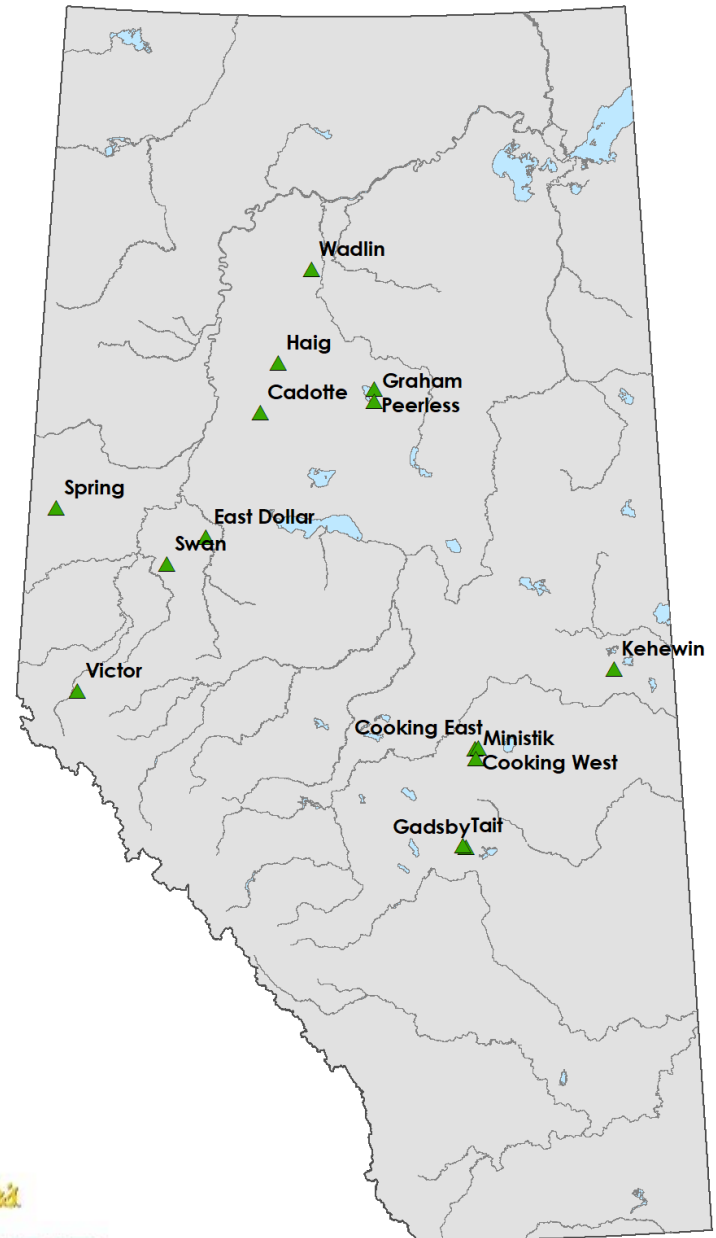 Wadlin
Haig
Graham
Cadotte
Peerless
Spring
East Dollar
Swan
Kehewin
Victor
Cooking East
Ministik
Cooking West
Gadsby Tait